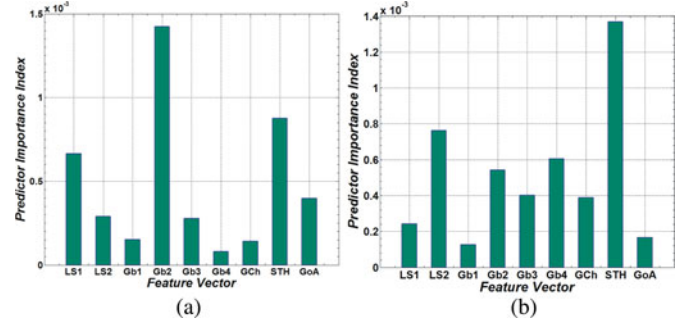 1.5 x 10⁻³
1
0.5
0
Predictor Importance Index
LS1 LS2 Gb1 Gb2 Gb3 Gb4 GCh STH GoA
Feature Vector
(a)
1.4 x 10⁻³
1.2
1
0.8
0.6
0.4
0.2
0
Predictor Importance Index
LS1 LS2 Gb1 Gb2 Gb3 Gb4 GCh STH GoA
Feature Vector
(b)